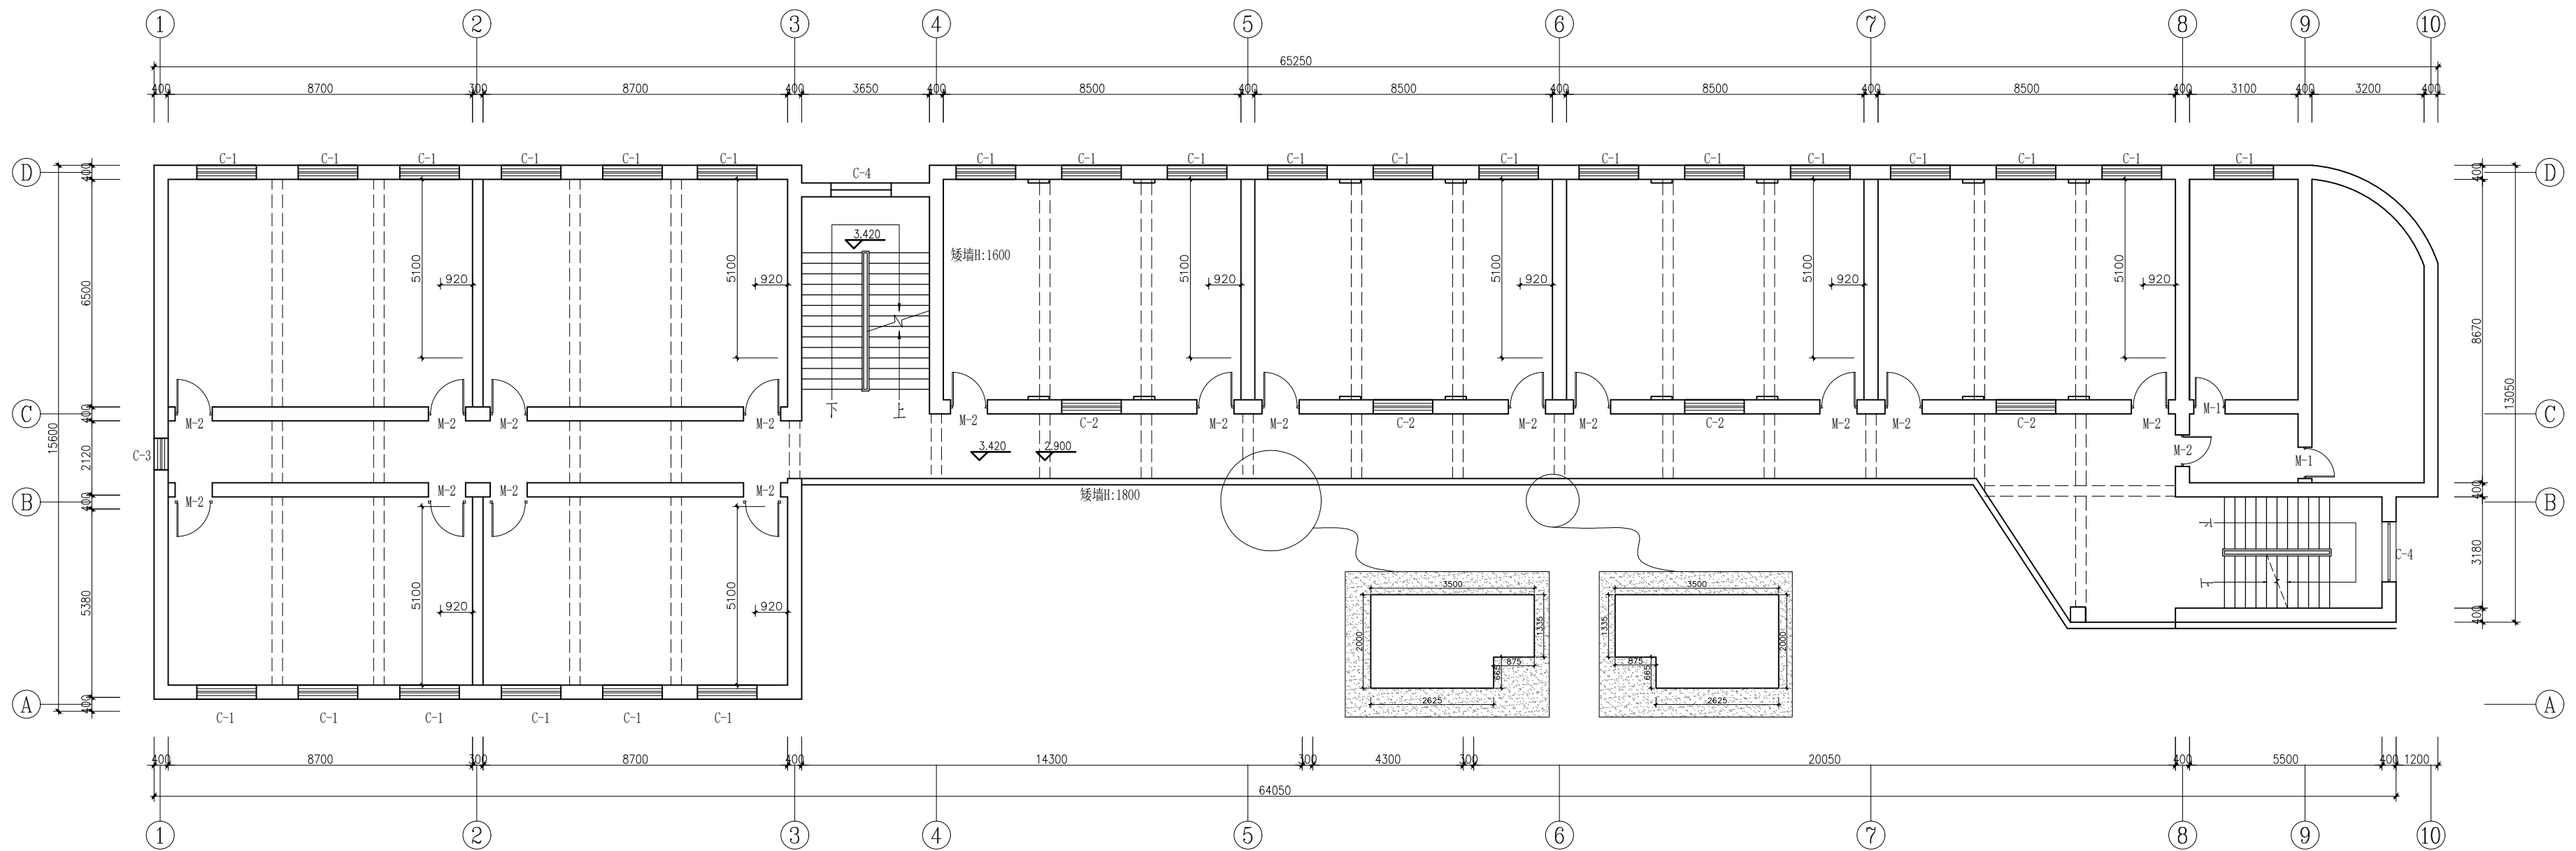 1 2 3 4 5 6 7 8 9 10
65250
400 8700 300 8700 400 3650 400 8500 400 8500 400 8500 400 8500 400 3100 400 3200 400
C-1 C-1 C-1 C-1 C-1 C-1 C-1 C-1 C-1 C-1 C-1 C-1 C-1 C-1 C-1 C-1 C-1 C-1 C-1
D 400 C-4 400 D
3.420
矮墙H:1600
5100 5100 5100 5100 5100 5100
920 920 920 920 920 920
6500 8670
15600 13050
下 上
C 400 400 C
M-2 M-2 M-2 M-2 M-2 C-2 M-2 M-2 C-2 M-2 M-2 C-2 M-2 M-2 C-2 M-2 M-1
C-3 2120 3.420 2.900 M-2 M-1
M-2 M-2 M-2 M-2 矮墙H:1800
B 400 400 B
下
C-4
3180
上
5100 5100
920 920
5380
3500 3500
2000 1335 1335 2000
875 875
665 665
2625 2625
400
A 400 A
C-1 C-1 C-1 C-1 C-1 C-1
400 8700 300 8700 400 14300 300 4300 300 20050 400 5500 400 1200
64050
1 2 3 4 5 6 7 8 9 10